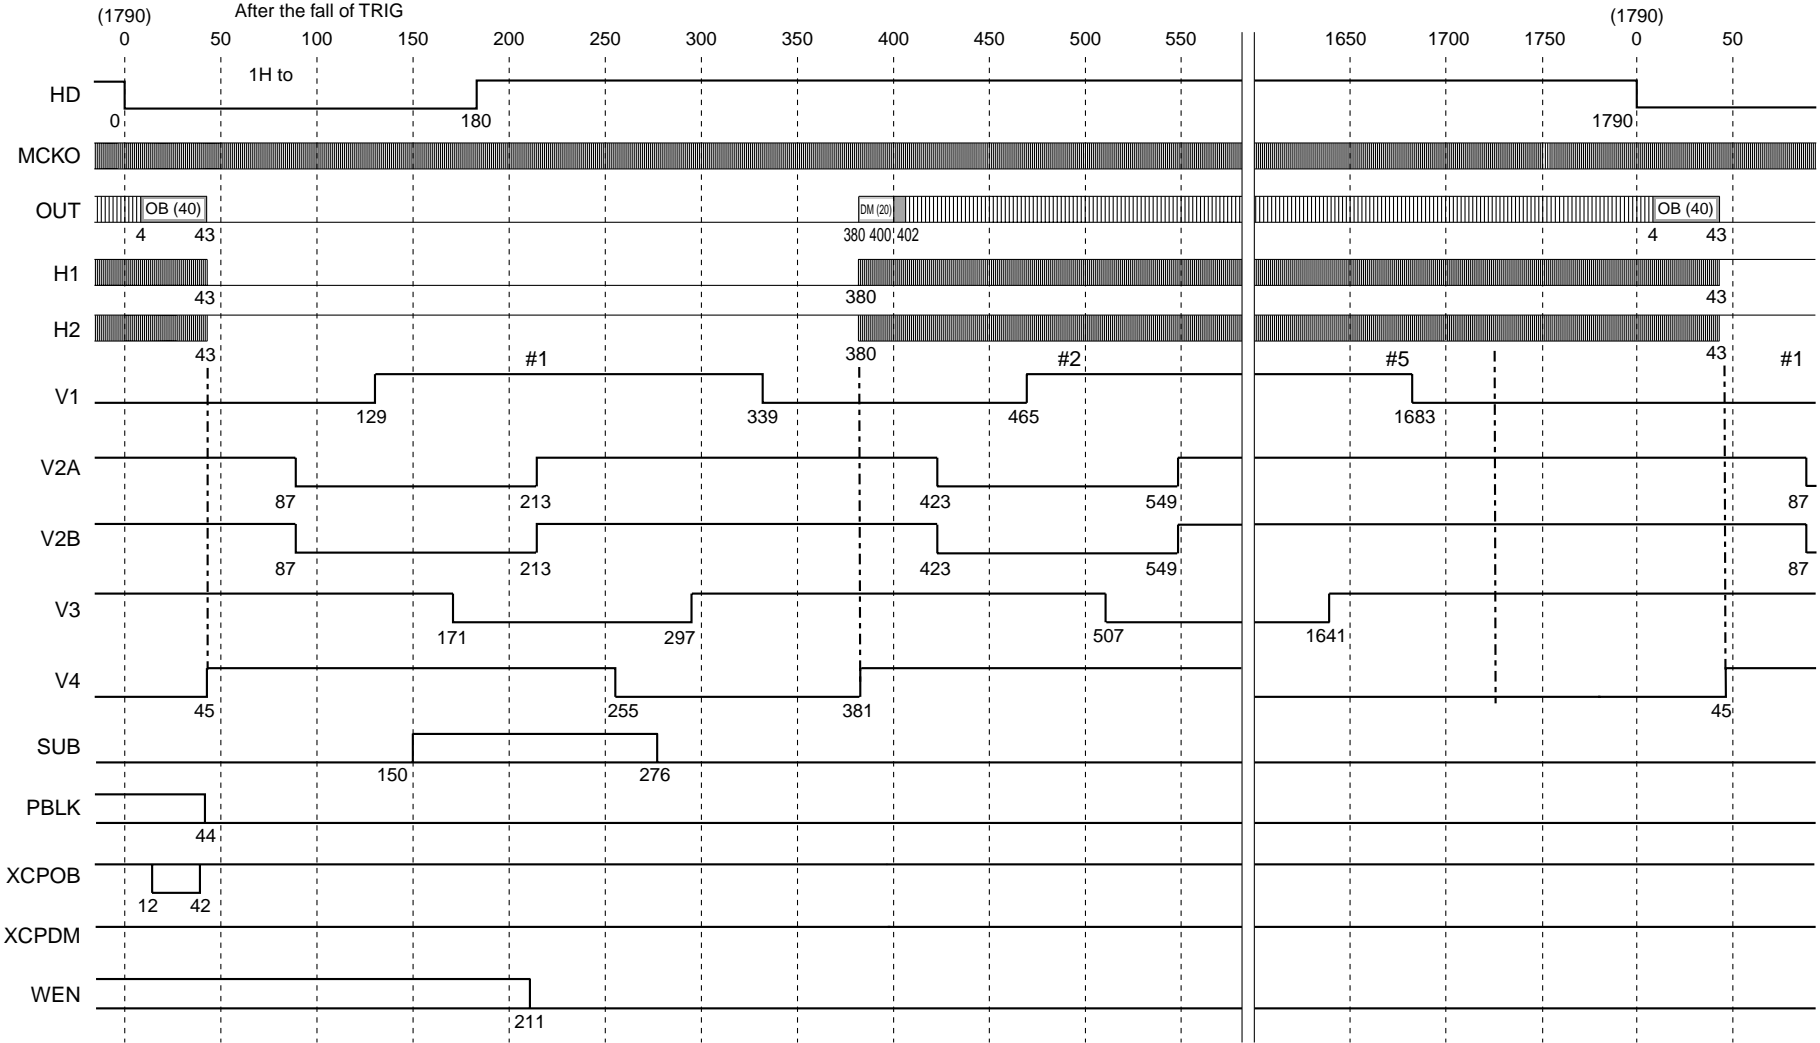 (1790) After the fall of TRIG (1790)
0 50 100 150 200 250 300 350 400 450 500 550 1650 1700 1750 0 50
1H to
HD
0 180 1790
MCKO
OUT OB (40) DM (20) OB (40)
4 43 380 400 402 4 43
H1
43 380 43
H2
43 380 43
#1 #2 #5 #1
V1
129 339 465 1683
V2A
87 213 423 549 87
V2B
87 213 423 549 87
V3
171 297 507 1641
V4
45 255 381 45
SUB
150 276
PBLK
44
XCPOB
12 42
XCPDM
WEN
211